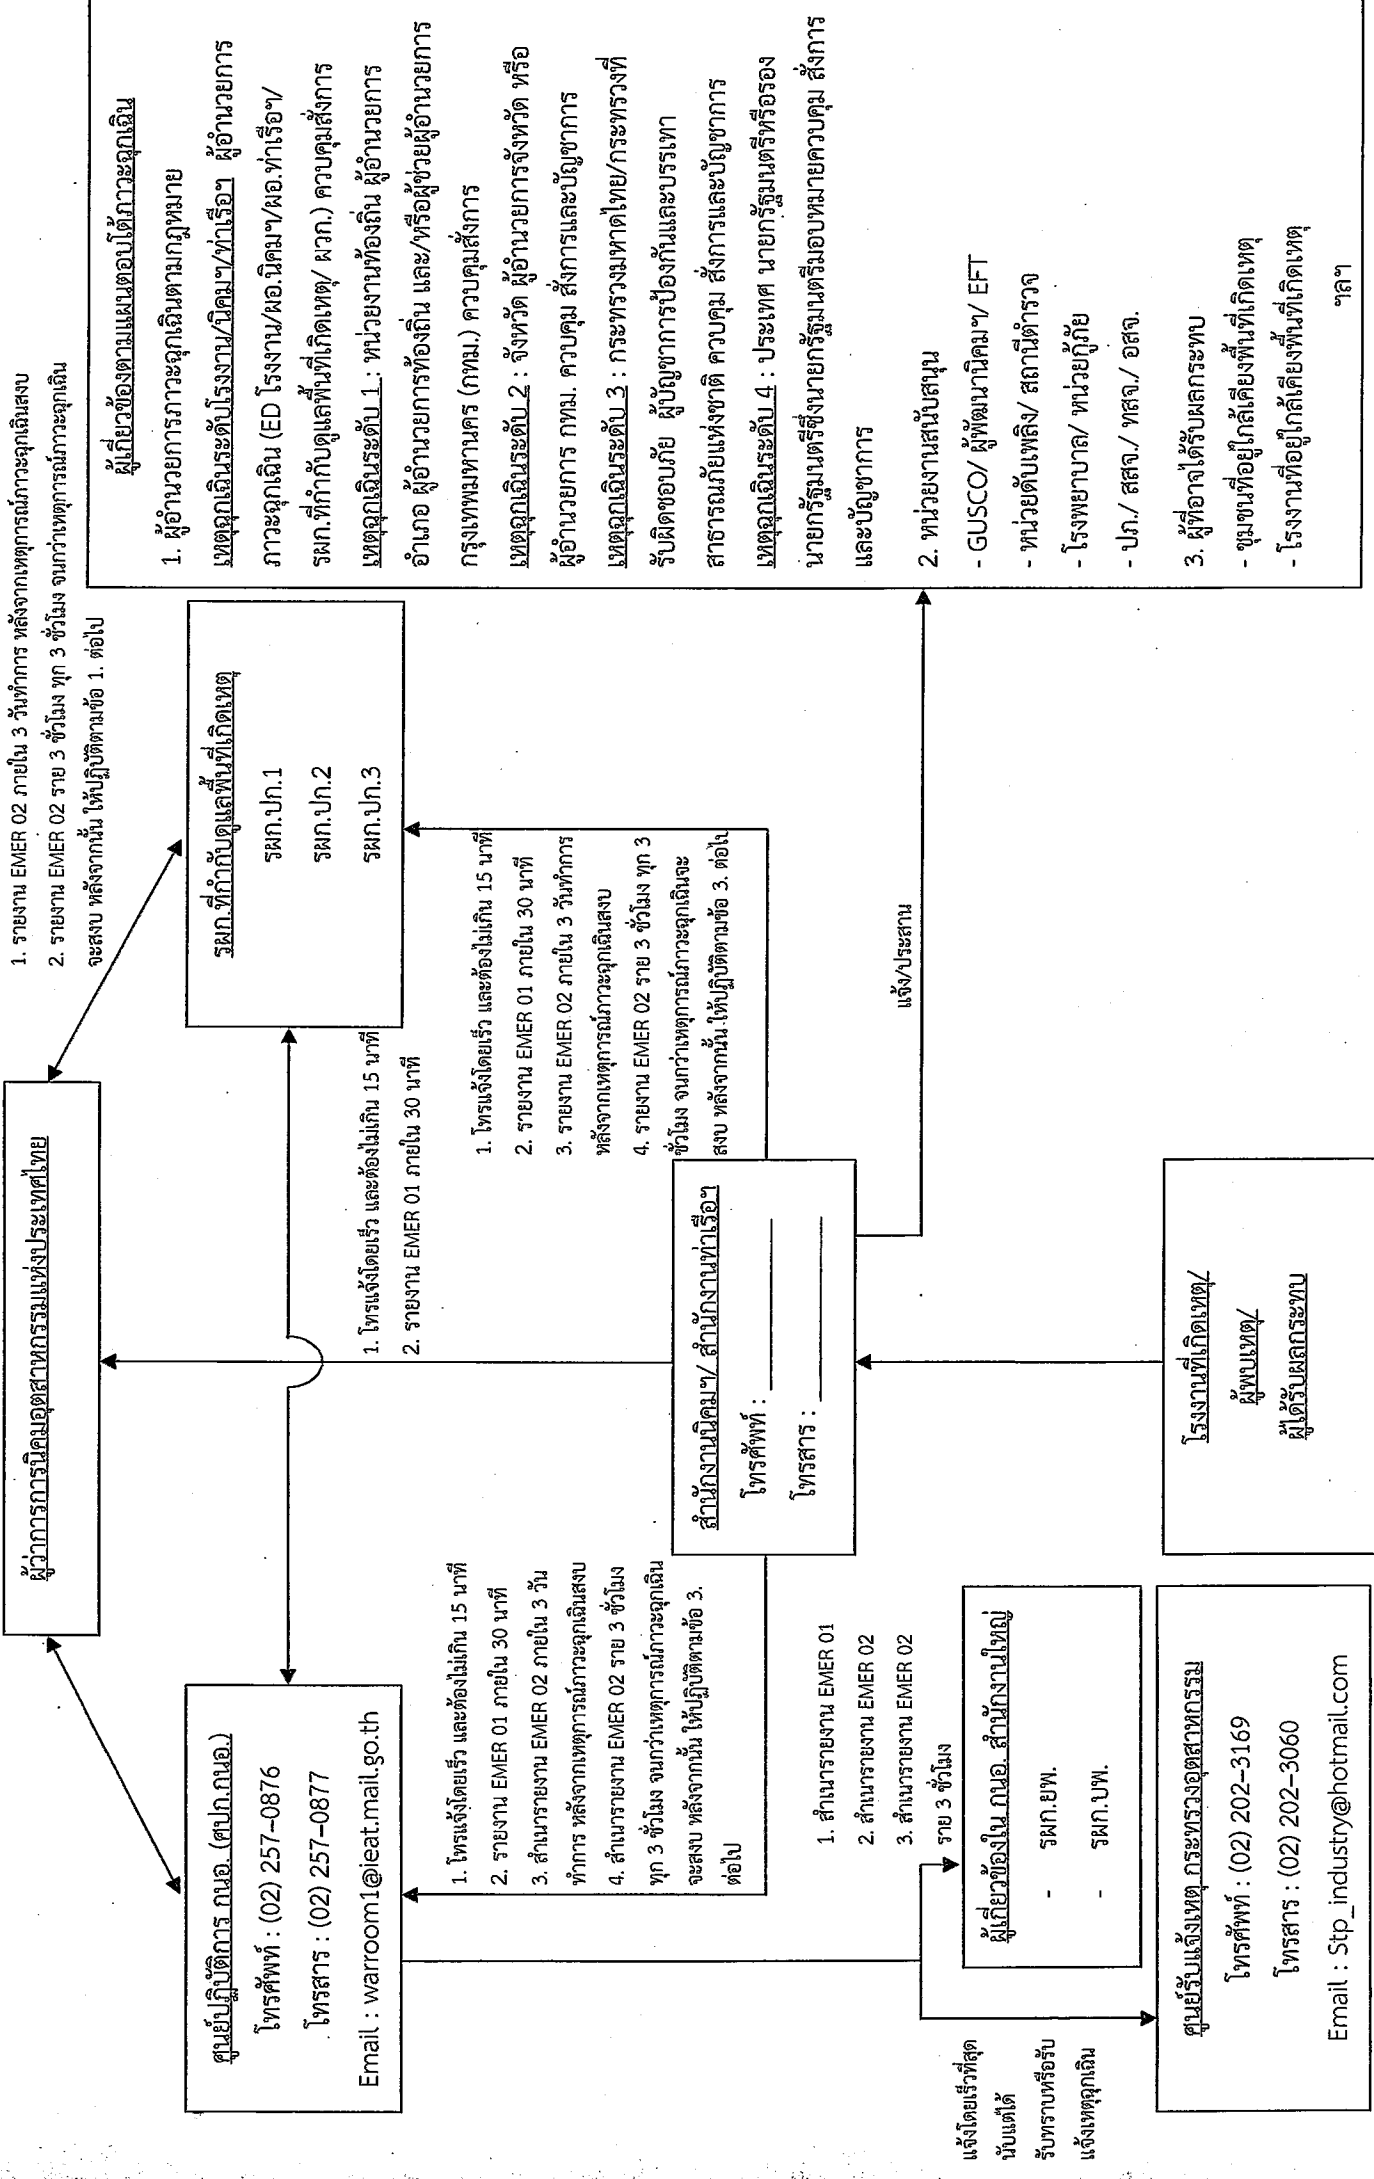 1. รายงาน EMER 02 ภายใน 3 วันทำการ หลังจากเหตุการณ์ภาวะฉุกเฉินสงบ
2. รายงาน EMER 02 ราย 3 ชั่วโมง ทุก 3 ชั่วโมง จนกว่าเหตุการณ์ภาวะฉุกเฉิน
จะสงบ หลังจากนั้น ให้ปฏิบัติตามข้อ 1. ต่อไป
ผู้ว่าการการนิคมอุตสาหกรรมแห่งประเทศไทย
ศูนย์ปฏิบัติการ กนอ. (ศปก.กนอ.)
โทรศัพท์ : (02) 257-0876
โทรสาร : (02) 257-0877
Email : warroom1@ieat.mail.go.th
รผก.ที่กำกับดูแลพื้นที่เกิดเหตุ
รผก.ปก.1
รผก.ปก.2
รผก.ปก.3
1. โทรแจ้งโดยเร็ว และต้องไม่เกิน 15 นาที
2. รายงาน EMER 01 ภายใน 30 นาที
1. โทรแจ้งโดยเร็ว และต้องไม่เกิน 15 นาที
2. รายงาน EMER 01 ภายใน 30 นาที
3. สำเนารายงาน EMER 02 ภายใน 3 วัน
ทำการ หลังจากเหตุการณ์ภาวะฉุกเฉินสงบ
4. สำเนารายงาน EMER 02 ราย 3 ชั่วโมง
ทุก 3 ชั่วโมง จนกว่าเหตุการณ์ภาวะฉุกเฉิน
จะสงบ หลังจากนั้น ให้ปฏิบัติตามข้อ 3.
ต่อไป
1. โทรแจ้งโดยเร็ว และต้องไม่เกิน 15 นาที
2. รายงาน EMER 01 ภายใน 30 นาที
3. รายงาน EMER 02 ภายใน 3 วันทำการ
หลังจากเหตุการณ์ภาวะฉุกเฉินสงบ
4. รายงาน EMER 02 ราย 3 ชั่วโมง ทุก 3
ชั่วโมง จนกว่าเหตุการณ์ภาวะฉุกเฉินจะ
สงบ หลังจากนั้น ให้ปฏิบัติตามข้อ 3. ต่อไป
สำนักงานนิคมฯ/ สำนักงานท่าเรือฯ
โทรศัพท์ :
โทรสาร :
แจ้ง/ประสาน
1. สำเนารายงาน EMER 01
2. สำเนารายงาน EMER 02
3. สำเนารายงาน EMER 02
ราย 3 ชั่วโมง
ผู้เกี่ยวข้องใน กนอ. สำนักงานใหญ่
- รผก.ยพ.
- รผก.บพ.
แจ้งโดยเร็วที่สุด
นับแต่ได้
รับทราบหรือรับ
แจ้งเหตุฉุกเฉิน
ศูนย์รับแจ้งเหตุ กระทรวงอุตสาหกรรม
โทรศัพท์ : (02) 202-3169
โทรสาร : (02) 202-3060
Email : Stp_industry@hotmail.com
โรงงานที่เกิดเหตุ/
ผู้พบเหตุ/
ผู้ได้รับผลกระทบ
ผู้เกี่ยวข้องตามแผนตอบโต้ภาวะฉุกเฉิน
1. ผู้อำนวยการภาวะฉุกเฉินตามกฎหมาย
เหตุฉุกเฉินระดับโรงงาน/นิคมฯ/ท่าเรือฯ ผู้อำนวยการ
ภาวะฉุกเฉิน (ED โรงงาน/ผอ.นิคมฯ/ผอ.ท่าเรือฯ/
รผก.ที่กำกับดูแลพื้นที่เกิดเหตุ/ ผวก.) ควบคุมสั่งการ
เหตุฉุกเฉินระดับ 1 : หน่วยงานท้องถิ่น ผู้อำนวยการ
อำเภอ ผู้อำนวยการท้องถิ่น และ/หรือผู้ช่วยผู้อำนวยการ
กรุงเทพมหานคร (กทม.) ควบคุมสั่งการ
เหตุฉุกเฉินระดับ 2 : จังหวัด ผู้อำนวยการจังหวัด หรือ
ผู้อำนวยการ กทม. ควบคุม สั่งการและบัญชาการ
เหตุฉุกเฉินระดับ 3 : กระทรวงมหาดไทย/กระทรวงที่
รับผิดชอบภัย ผู้บัญชาการป้องกันและบรรเทา
สาธารณภัยแห่งชาติ ควบคุม สั่งการและบัญชาการ
เหตุฉุกเฉินระดับ 4 : ประเทศ นายกรัฐมนตรีหรือรอง
นายกรัฐมนตรีซึ่งนายกรัฐมนตรีมอบหมายควบคุม สั่งการ
และบัญชาการ
2. หน่วยงานสนับสนุน
- GUSCO/ ผู้พัฒนานิคมฯ/ EFT
- หน่วยดับเพลิง/ สถานีตำรวจ
- โรงพยาบาล/ หน่วยกู้ภัย
- ปภ./ สสจ./ ทสจ./ อสจ.
3. ผู้ที่อาจได้รับผลกระทบ
- ชุมชนที่อยู่ใกล้เคียงพื้นที่เกิดเหตุ
- โรงงานที่อยู่ใกล้เคียงพื้นที่เกิดเหตุ
ฯลฯ